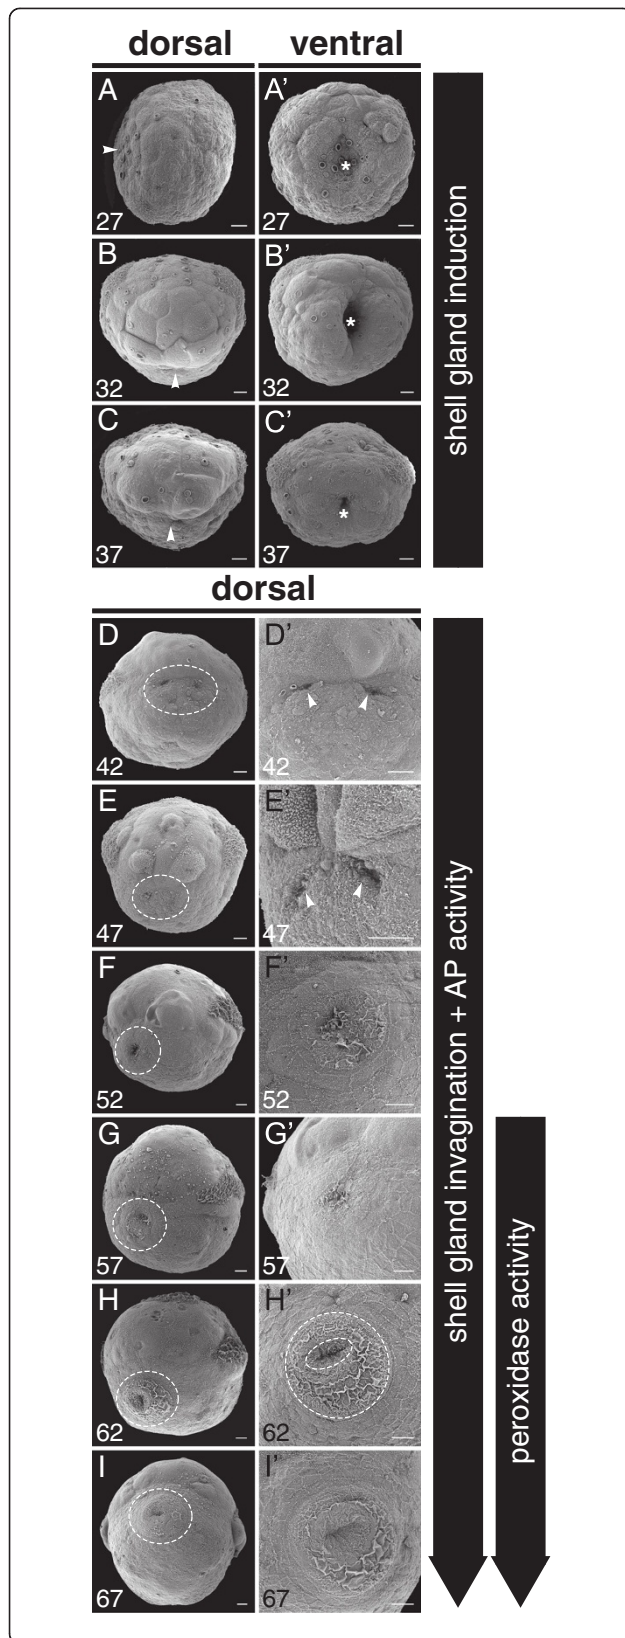 dorsal ventral
A A’
27 27
B B’
32 32
C C’
37 37
shell gland induction
dorsal
D D’
42 42
E E’
47 47
F F’
52 52
G G’
57 57
H H’
62 62
I I’
67 67
shell gland invagination + AP activity
peroxidase activity